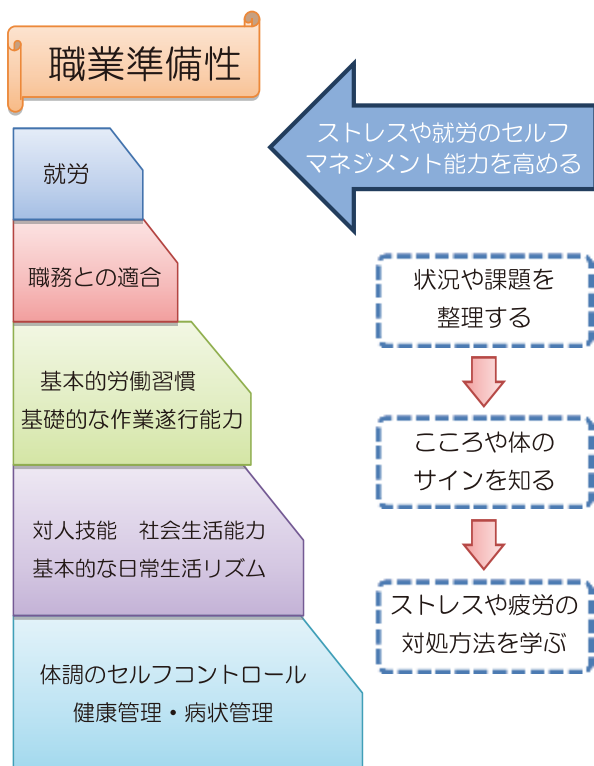 職業準備性
ストレスや就労のセルフ
マネジメント能力を高める
就労
職務との適合
基本的労働習慣
基礎的な作業遂行能力
対人技能　社会生活能力
基本的な日常生活リズム
体調のセルフコントロール
健康管理・病状管理
状況や課題を
整理する
こころや体の
サインを知る
ストレスや疲労の
対処方法を学ぶ